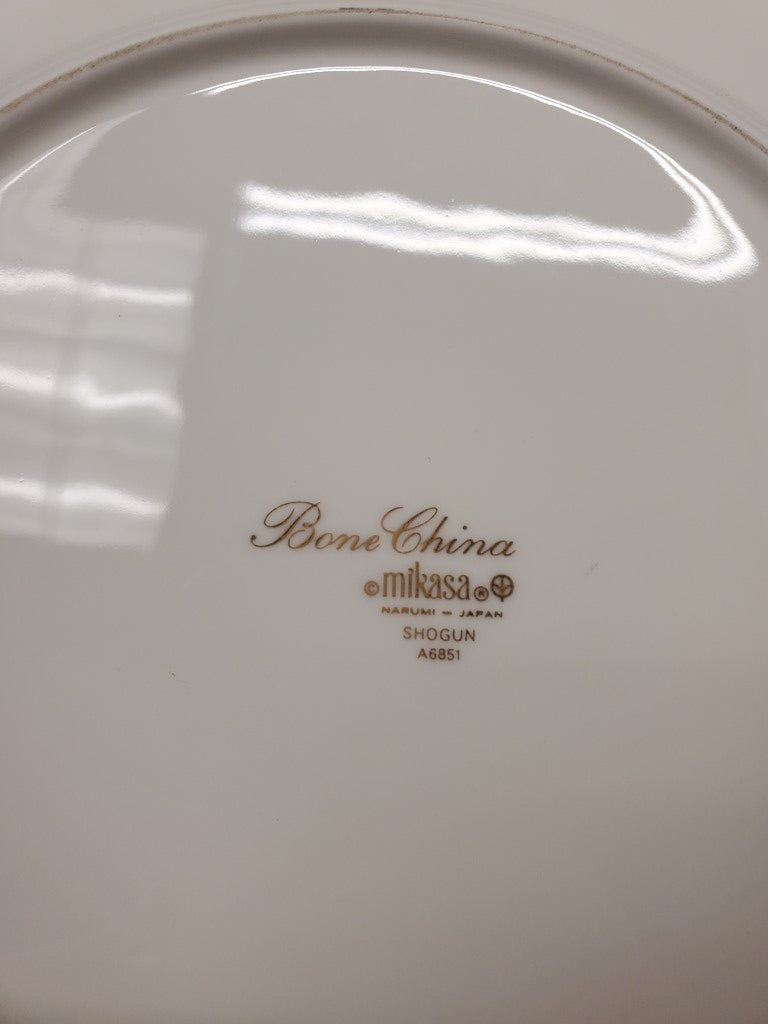 Bone China
©mikasa®
NARUMI - JAPAN
SHOGUN
A6851